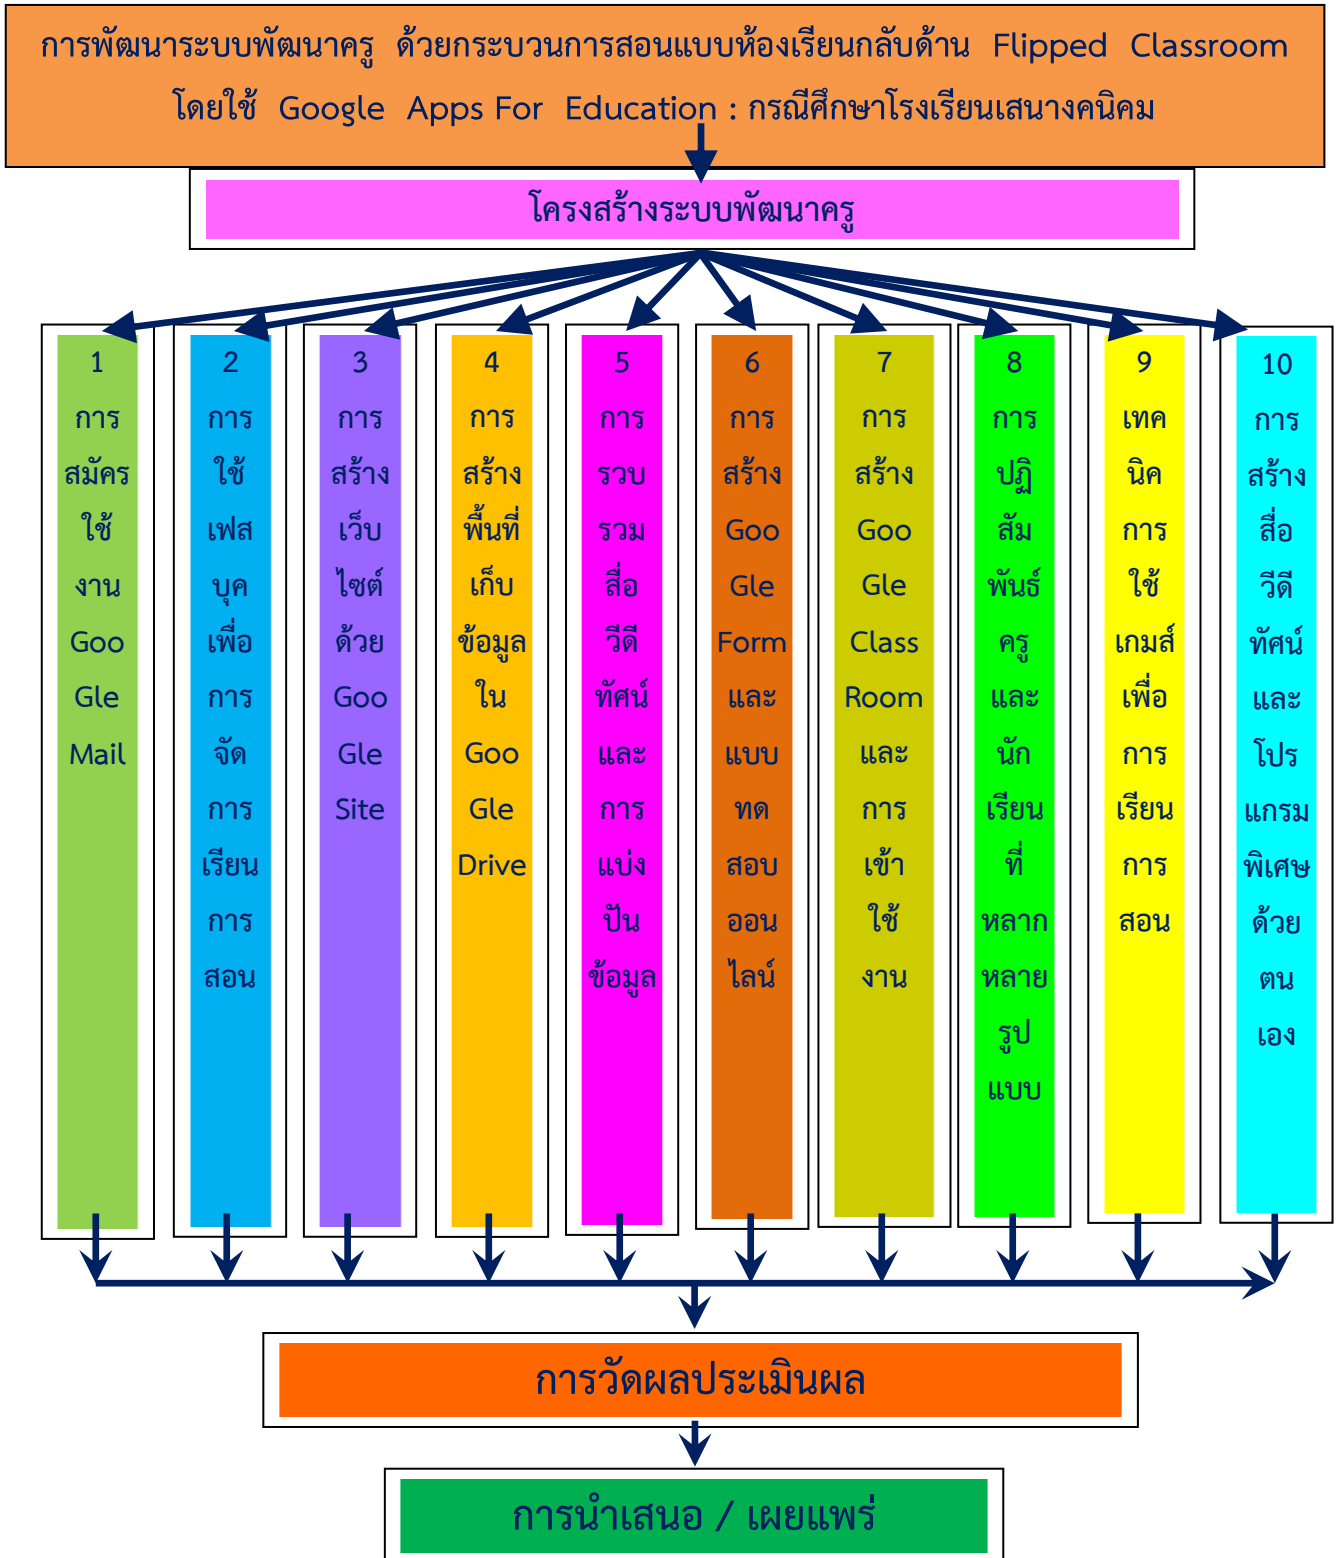 การพัฒนาระบบพัฒนาครู ด้วยกระบวนการสอนแบบห้องเรียนกลับด้าน Flipped Classroom
โดยใช้ Google Apps For Education : กรณีศึกษาโรงเรียนเสนางคนิคม
โครงสร้างระบบพัฒนาครู
1
การ
สมัคร
ใช้
งาน
Goo
Gle
Mail
2
การ
ใช้
เฟส
บุค
เพื่อ
การ
จัด
การ
เรียน
การ
สอน
3
การ
สร้าง
เว็บ
ไซต์
ด้วย
Goo
Gle
Site
4
การ
สร้าง
พื้นที่
เก็บ
ข้อมูล
ใน
Goo
Gle
Drive
5
การ
รวบ
รวม
สื่อ
วีดี
ทัศน์
และ
การ
แบ่ง
ปัน
ข้อมูล
6
การ
สร้าง
Goo
Gle
Form
และ
แบบ
ทด
สอบ
ออน
ไลน์
7
การ
สร้าง
Goo
Gle
Class
Room
และ
การ
เข้า
ใช้
งาน
8
การ
ปฏิ
สัม
พันธ์
ครู
และ
นัก
เรียน
ที่
หลาก
หลาย
รูป
แบบ
9
เทค
นิค
การ
ใช้
เกมส์
เพื่อ
การ
เรียน
การ
สอน
10
การ
สร้าง
สื่อ
วีดี
ทัศน์
และ
โปร
แกรม
พิเศษ
ด้วย
ตน
เอง
การวัดผลประเมินผล
การนำเสนอ / เผยแพร่